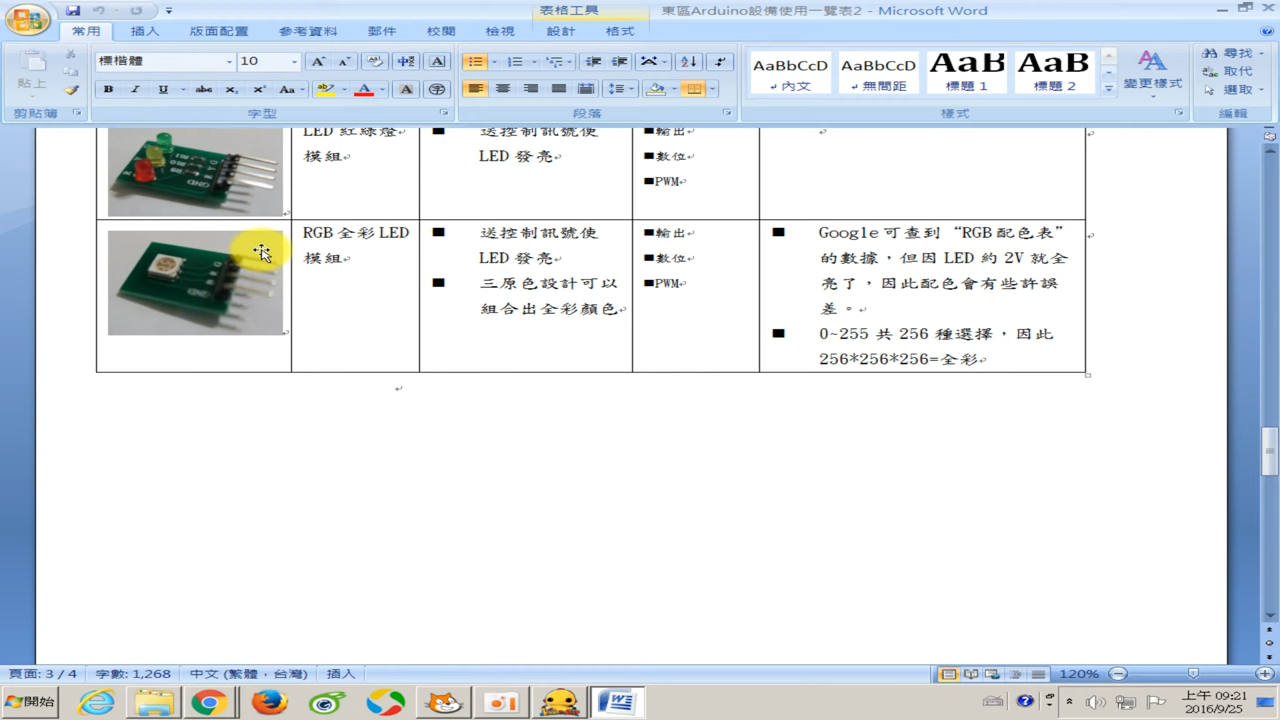 表格工具
東區Arduino設備使用一覽表2 - Microsoft Word
常用 插入 版面配置 參考資料 郵件 校閱 檢視 設計 格式
標楷體 10
貼上
剪貼簿 字型 段落 樣式 編輯
AaBbCcD AaBbCcD AaB AaB
內文 無間距 標題 1 標題 2
變更樣式
尋找
取代
選取
LED 紅綠燈
模組
■ 送控制訊號使
LED 發亮
■輸出
■數位
■PWM
RGB 全彩 LED
模組
■ 送控制訊號使
LED 發亮
■ 三原色設計可以
組合出全彩顏色
■輸出
■數位
■PWM
■ Google 可查到“RGB 配色表”
的數據，但因 LED 約 2V 就全
亮了，因此配色會有些許誤
差。
■ 0~255 共 256 種選擇，因此
256*256*256=全彩
頁面: 3 / 4 字數: 1,268 中文 (繁體，台灣) 插入 120%
開始
上午 09:21
2016/9/25